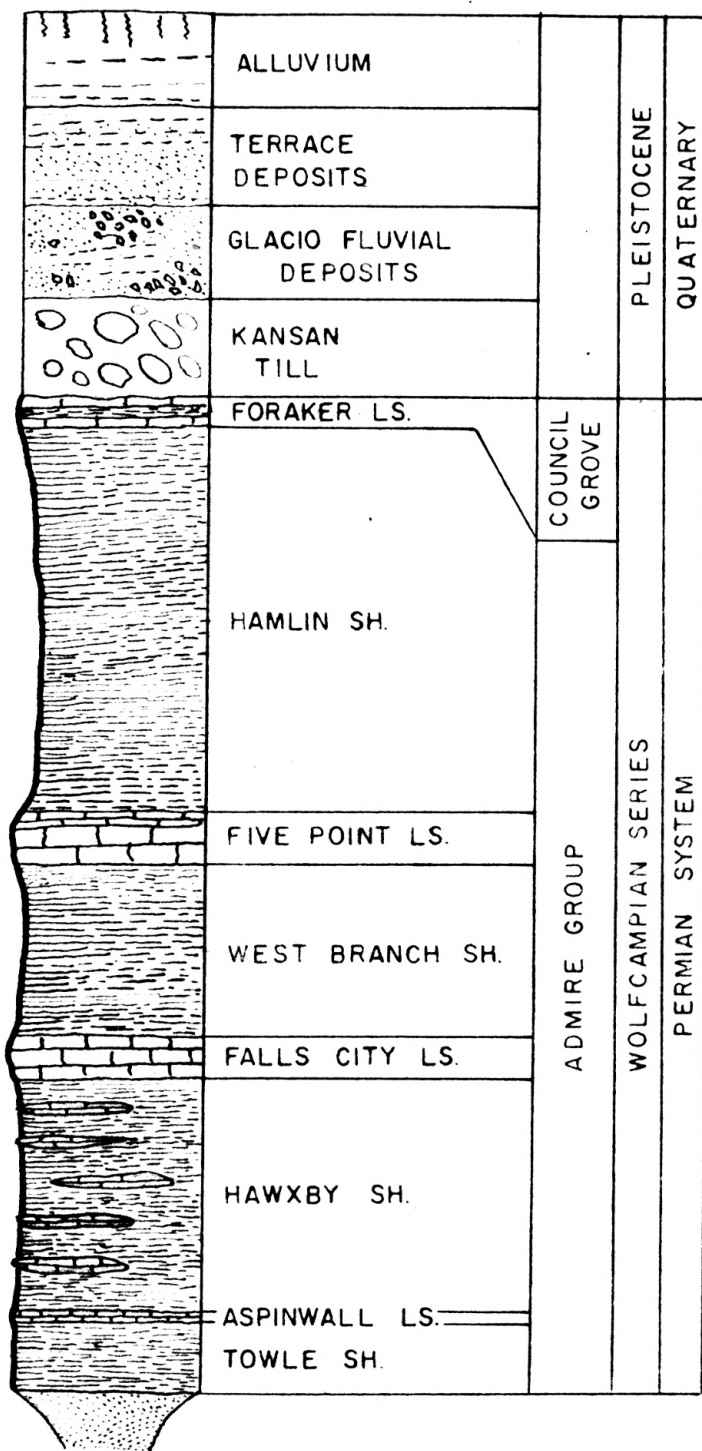 ALLUVIUM
TERRACE
DEPOSITS
GLACIO FLUVIAL
DEPOSITS
KANSAN
TILL
FORAKER LS.
HAMLIN SH.
FIVE POINT LS.
WEST BRANCH SH.
FALLS CITY LS.
HAWXBY SH.
ASPINWALL LS.
TOWLE SH.
COUNCIL
GROVE
ADMIRE GROUP
PLEISTOCENE
WOLFCAMPIAN SERIES
QUATERNARY
PERMIAN SYSTEM